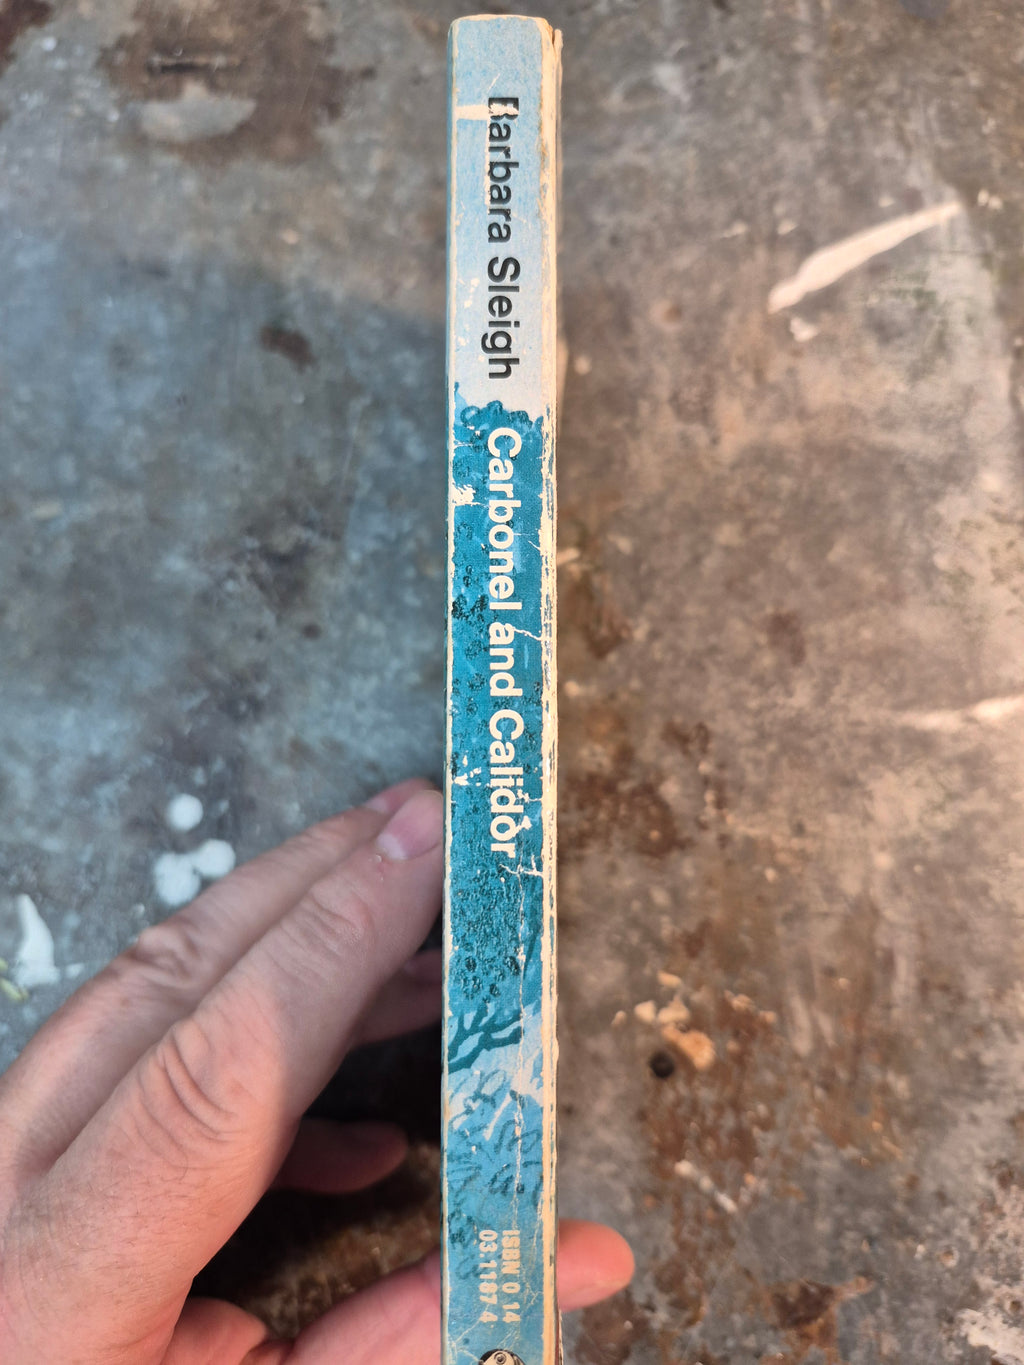 Barbara Sleigh
Carbonel and Calidor
ISBN 0 14
03.1187 4